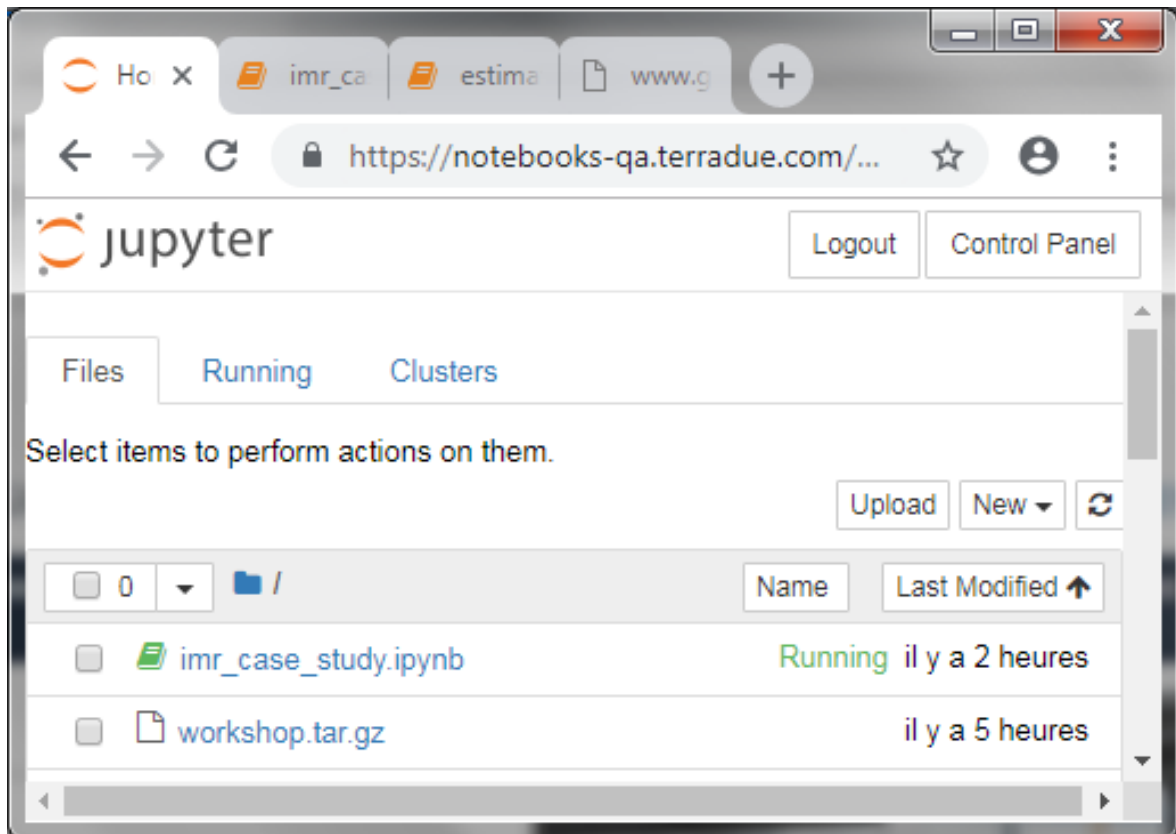 Ho imr_ca estima www.g
https://notebooks-qa.terradue.com/...
jupyter Logout Control Panel
Files Running Clusters
Select items to perform actions on them.
Upload New
0 / Name Last Modified
imr_case_study.ipynb Running il y a 2 heures
workshop.tar.gz il y a 5 heures